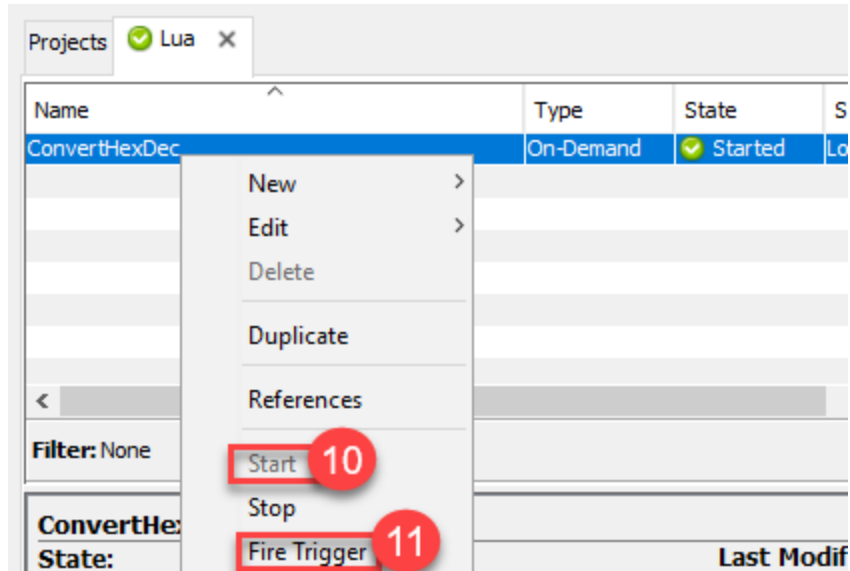 Projects Lua
Name Type State S
ConvertHexDec On-Demand Started Lo
New
Edit
Delete
Duplicate
References
Filter: None
Start 10
Stop
ConvertHex
Fire Trigger 11
State: Last Modif